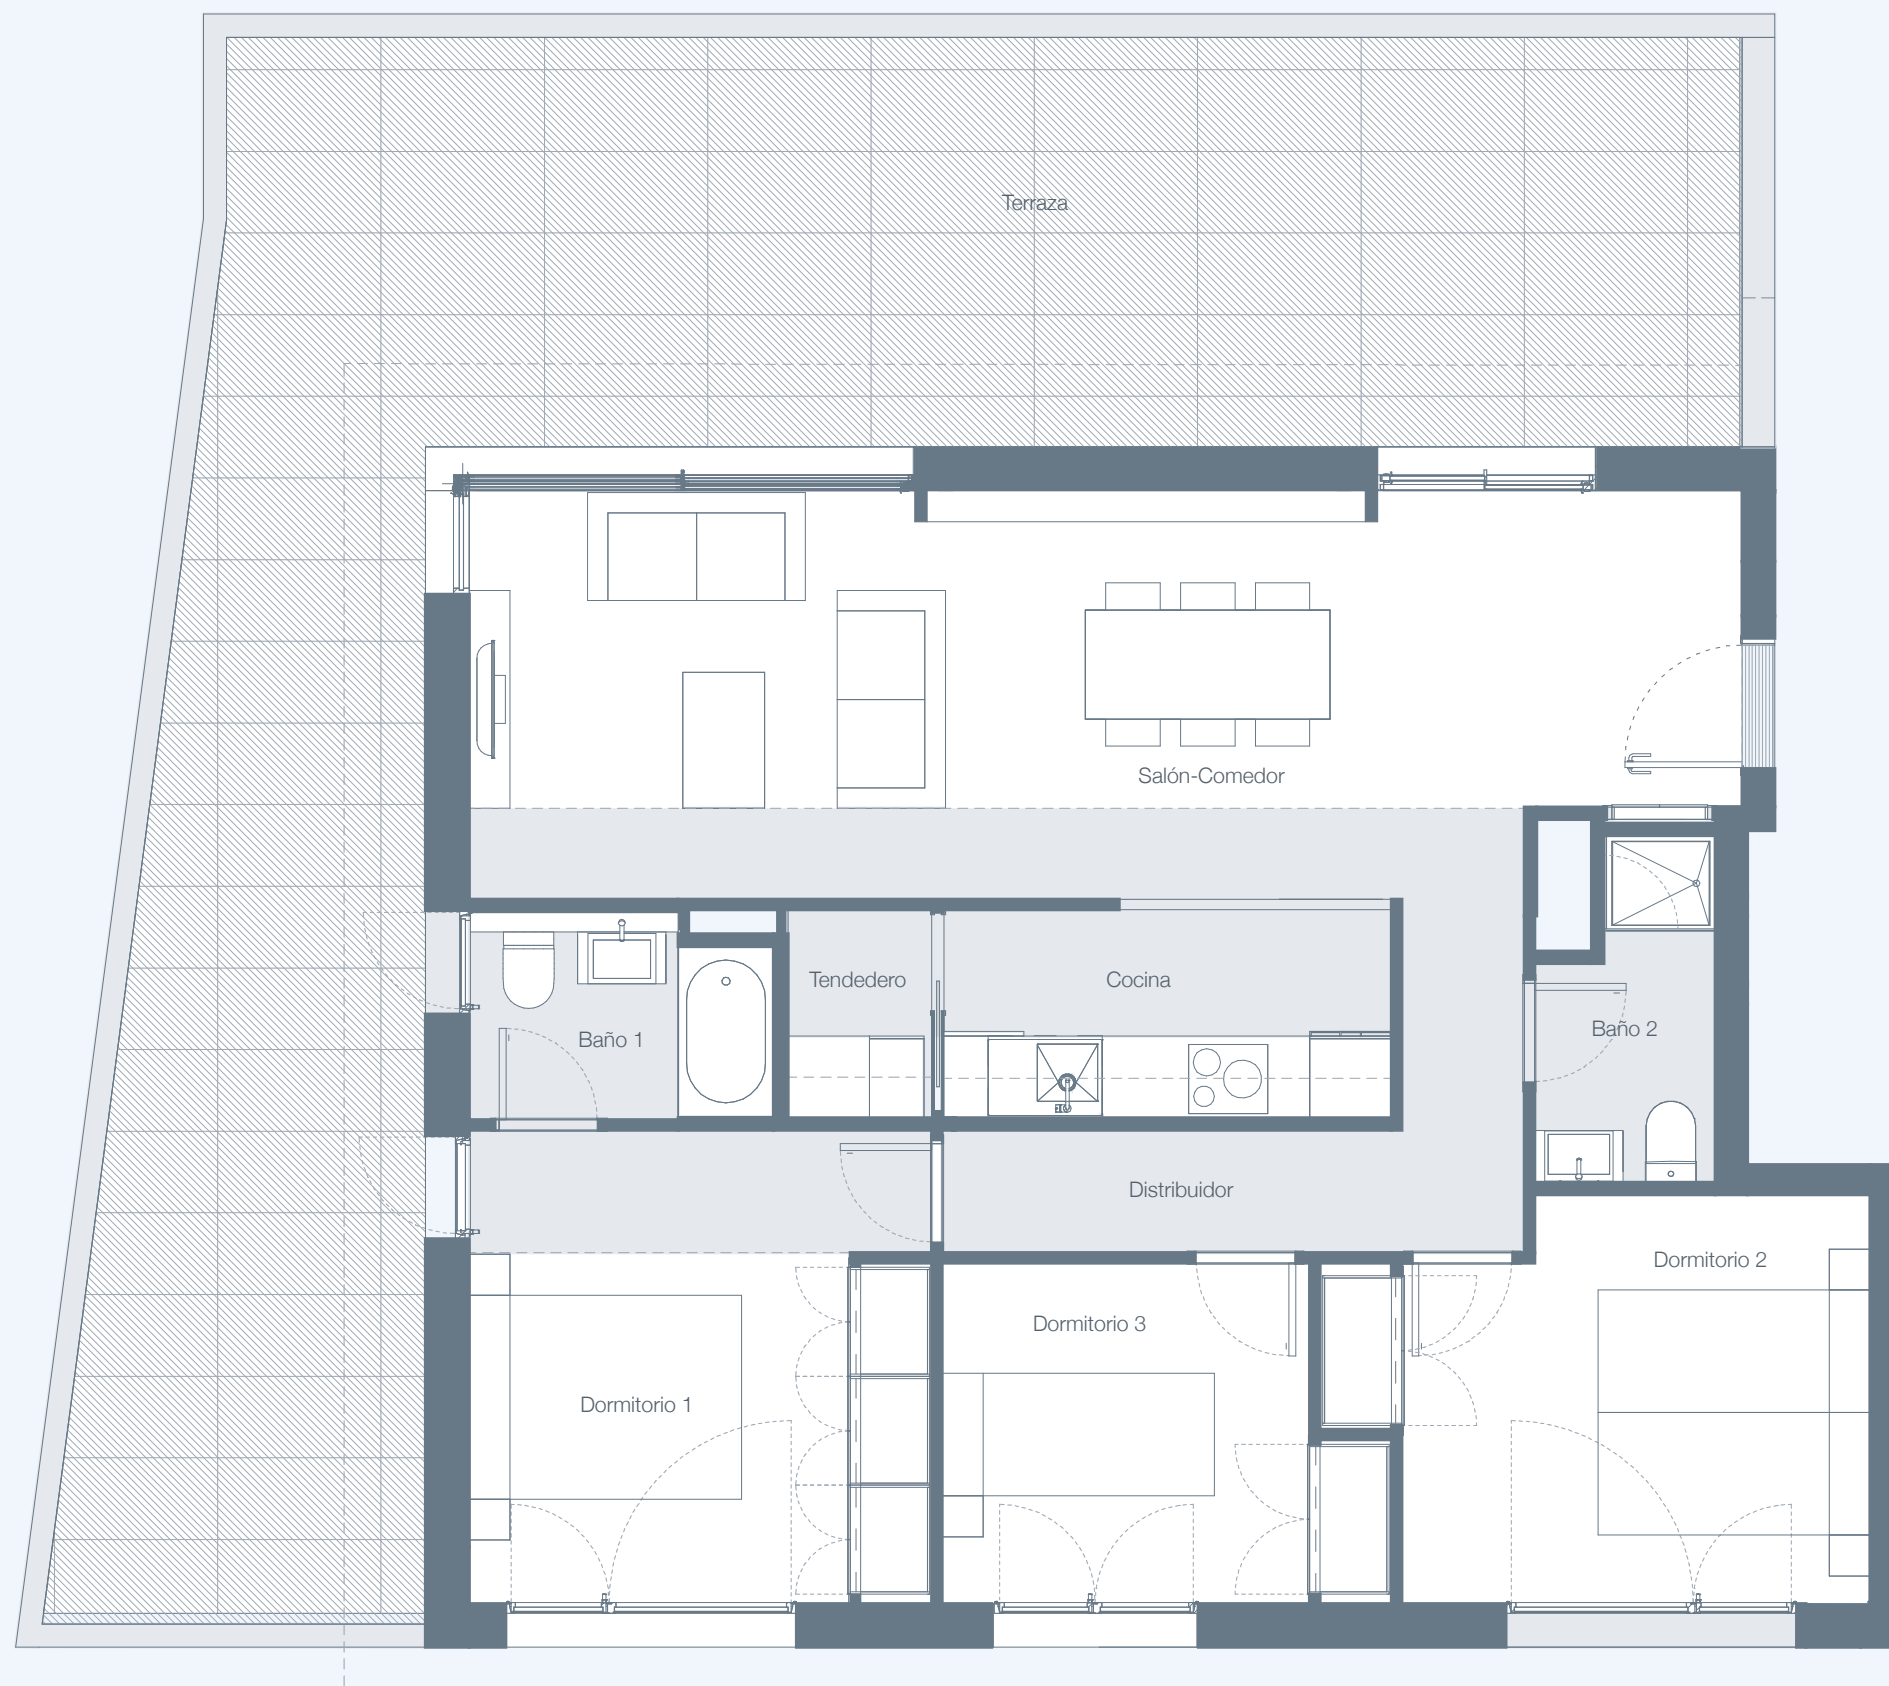 Terraza
Salón-Comedor
Tendedero
Cocina
Baño 1
Baño 2
Distribuidor
Dormitorio 2
Dormitorio 3
Dormitorio 1